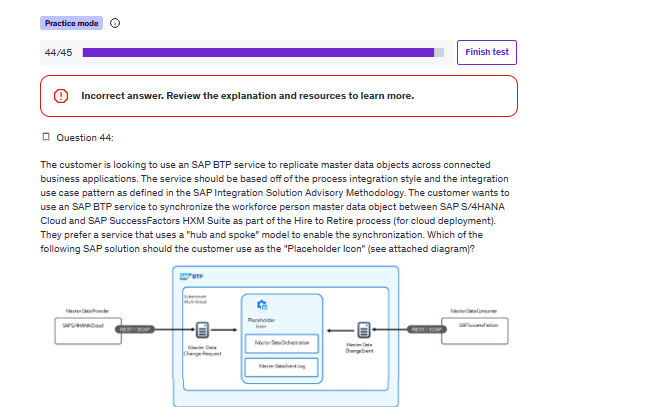 Practice mode
44/45
Finish test
Incorrect answer. Review the explanation and resources to learn more.
Question 44:
The customer is looking to use an SAP BTP service to replicate master data objects across connected
business applications. The service should be based off of the process integration style and the integration
use case pattern as defined in the SAP Integration Solution Advisory Methodology. The customer wants to
use an SAP BTP service to synchronize the workforce person master data object between SAP S/4HANA
Cloud and SAP SuccessFactors HXM Suite as part of the Hire to Retire process (for cloud deployment).
They prefer a service that uses a "hub and spoke" model to enable the synchronization. Which of the
following SAP solution should the customer use as the "Placeholder Icon" (see attached diagram)?
SAP BTP
Subaccount
Multi-Cloud
Master Data Provider
SAP S/4HANA Cloud
REST / SOAP
Master Data
Change Request
Placeholder
Icon
Master Data Orchestration
Master Data Event Log
Master Data
Change Event
REST / SOAP
Master Data Consumer
SAP SuccessFactors